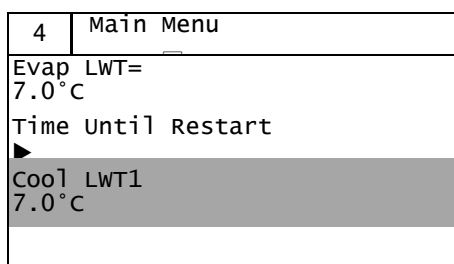 4 Main Menu
Evap LWT=
7.0°C
Time Until Restart
▶
Cool LWT1
7.0°C